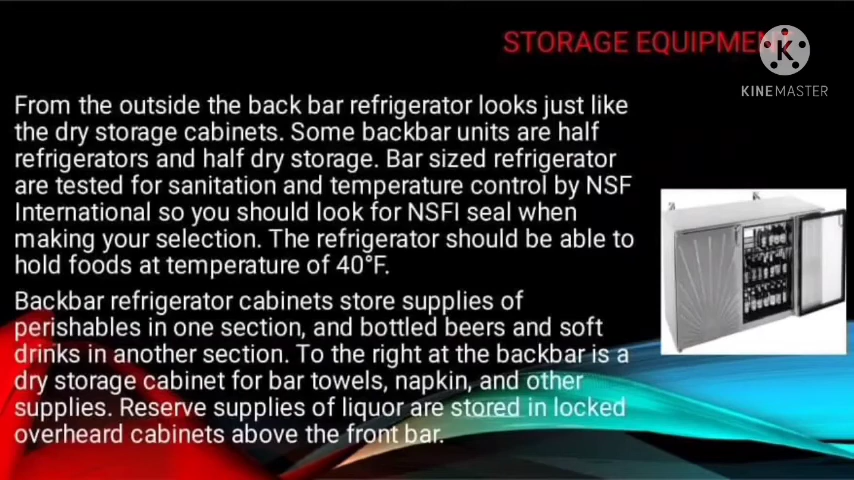 STORAGE EQUIPMENT
K
KINEMASTER
From the outside the back bar refrigerator looks just like
the dry storage cabinets. Some backbar units are half
refrigerators and half dry storage. Bar sized refrigerator
are tested for sanitation and temperature control by NSF
International so you should look for NSFI seal when
making your selection. The refrigerator should be able to
hold foods at temperature of 40°F.
Backbar refrigerator cabinets store supplies of
perishables in one section, and bottled beers and soft
drinks in another section. To the right at the backbar is a
dry storage cabinet for bar towels, napkin, and other
supplies. Reserve supplies of liquor are stored in locked
overheard cabinets above the front bar.